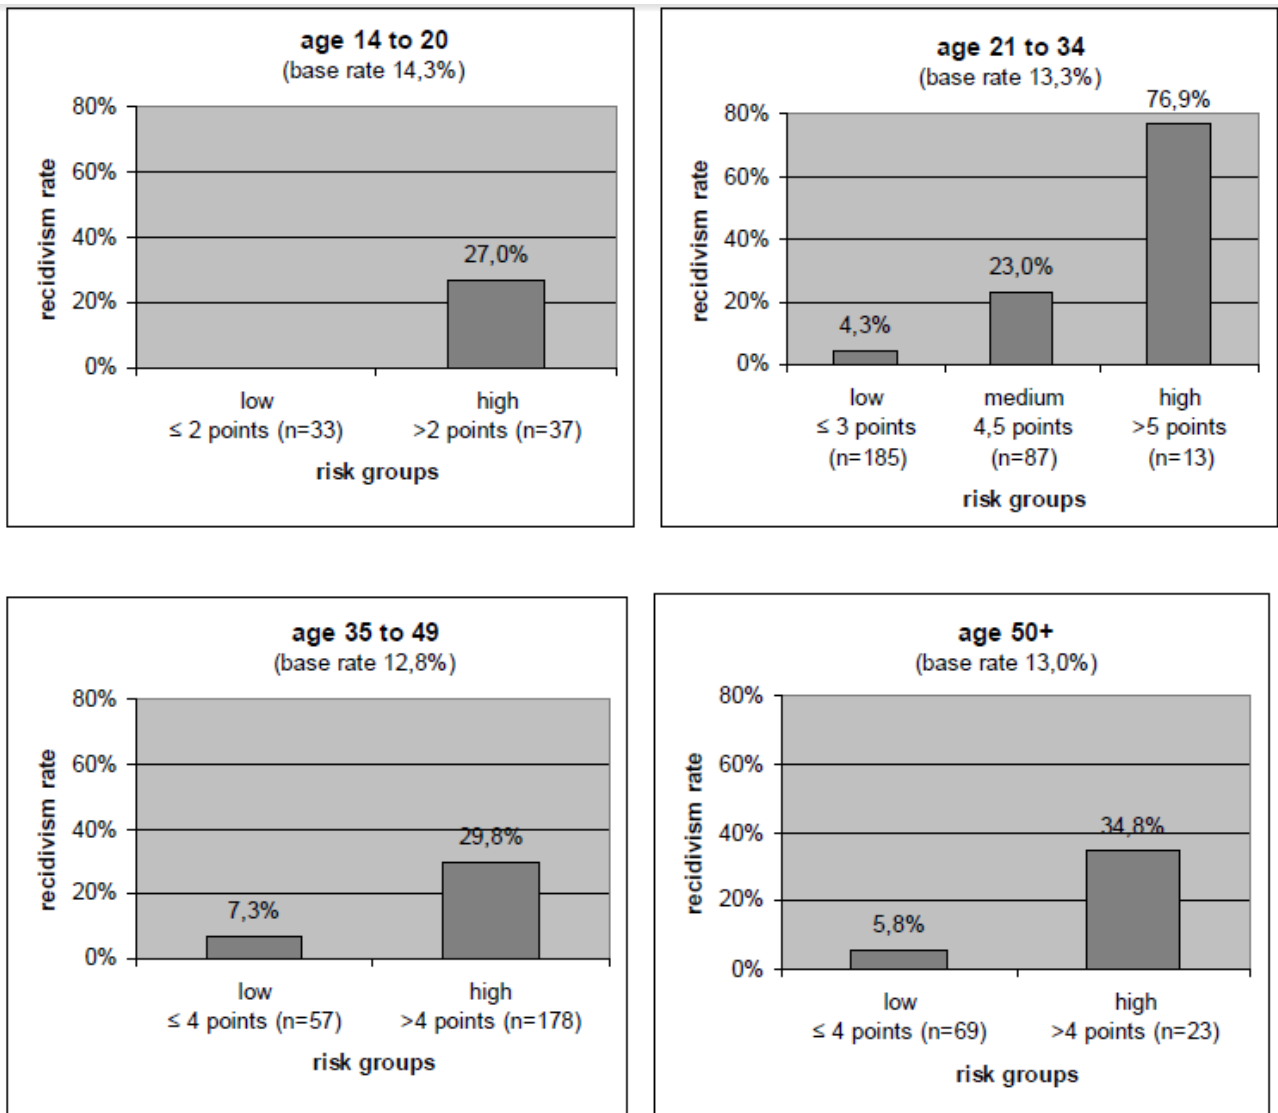 age 14 to 20
(base rate 14,3%)
80%
60%
40%
20%
0%
recidivism rate
27,0%
low
high
≤ 2 points (n=33)
>2 points (n=37)
risk groups
age 21 to 34
(base rate 13,3%)
80%
60%
40%
20%
0%
recidivism rate
4,3%
23,0%
76,9%
low
medium
high
≤ 3 points
4,5 points
>5 points
(n=185)
(n=87)
(n=13)
risk groups
age 35 to 49
(base rate 12,8%)
80%
60%
40%
20%
0%
recidivism rate
7,3%
29,8%
low
high
≤ 4 points (n=57)
>4 points (n=178)
risk groups
age 50+
(base rate 13,0%)
80%
60%
40%
20%
0%
recidivism rate
5,8%
34,8%
low
high
≤ 4 points (n=69)
>4 points (n=23)
risk groups